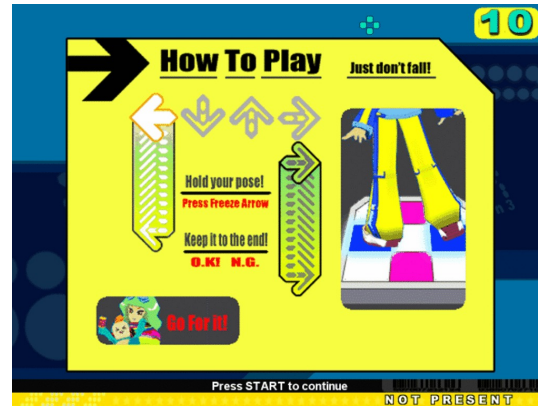 10
How To Play
Just don't fall!
Hold your pose!
Press Freeze Arrow
Keep it to the end!
O.K! N.G.
Go For it!
Press START to continue
NOT PRESENT